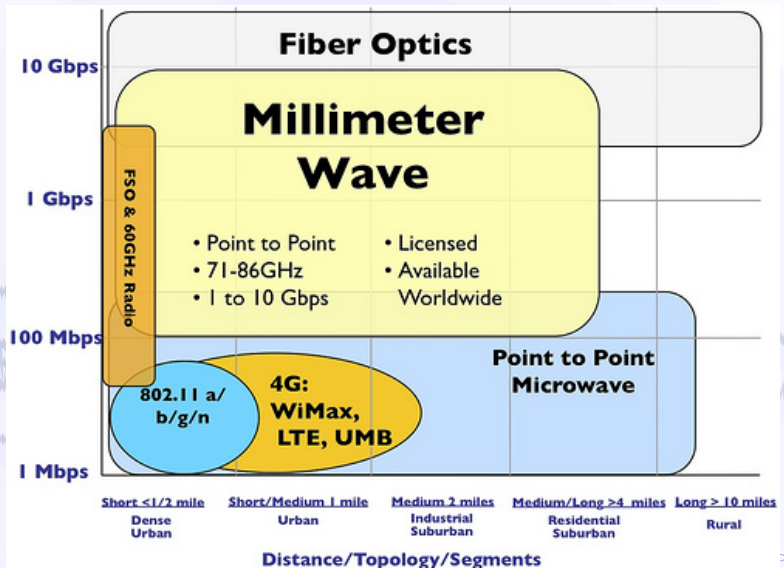 Fiber Optics
10 Gbps
Millimeter
Wave
FSO & 60GHz Radio
1 Gbps
• Point to Point
• 71-86GHz
• 1 to 10 Gbps
• Licensed
• Available
Worldwide
100 Mbps
Point to Point
Microwave
802.11 a/
b/g/n
4G:
WiMax,
LTE, UMB
1 Mbps
Short <1/2 mile
Dense
Urban
Short/Medium 1 mile
Urban
Medium 2 miles
Industrial
Suburban
Medium/Long >4 miles
Residential
Suburban
Long > 10 miles
Rural
Distance/Topology/Segments